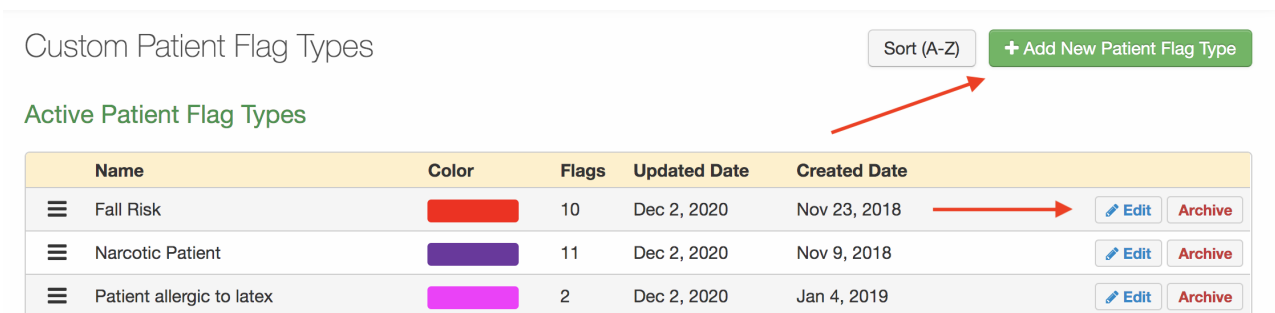 Custom Patient Flag Types
Sort (A-Z)
Add New Patient Flag Type
Active Patient Flag Types
Name Color Flags Updated Date Created Date
Fall Risk 10 Dec 2, 2020 Nov 23, 2018 Edit Archive
Narcotic Patient 11 Dec 2, 2020 Nov 9, 2018 Edit Archive
Patient allergic to latex 2 Dec 2, 2020 Jan 4, 2019 Edit Archive